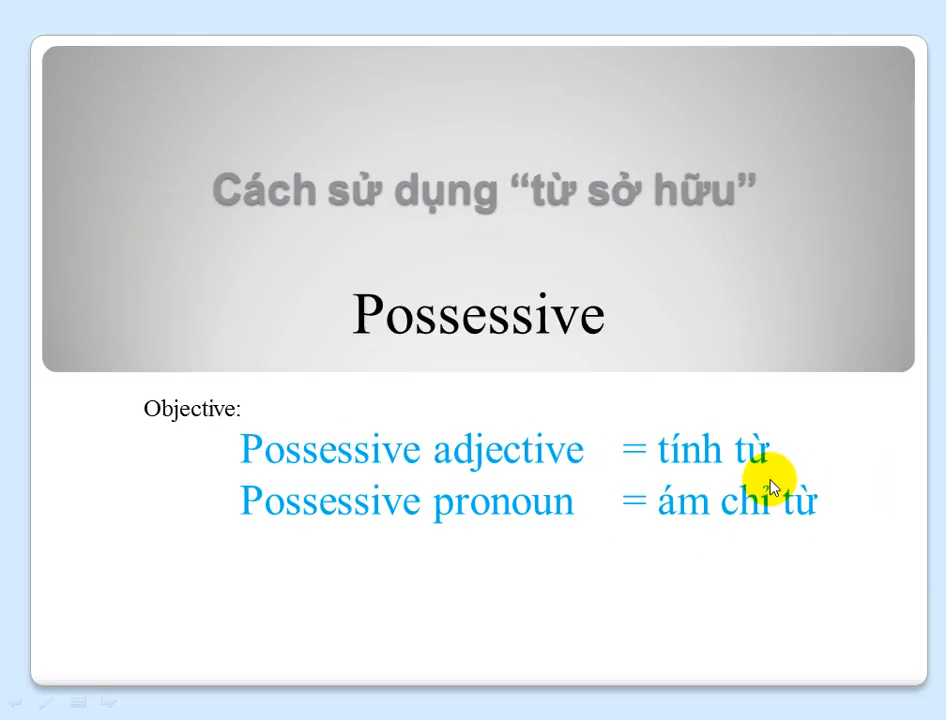 Cách sử dụng “từ sở hữu”
Possessive
Objective:
Possessive adjective = tính từ
Possessive pronoun = ám chỉ từ